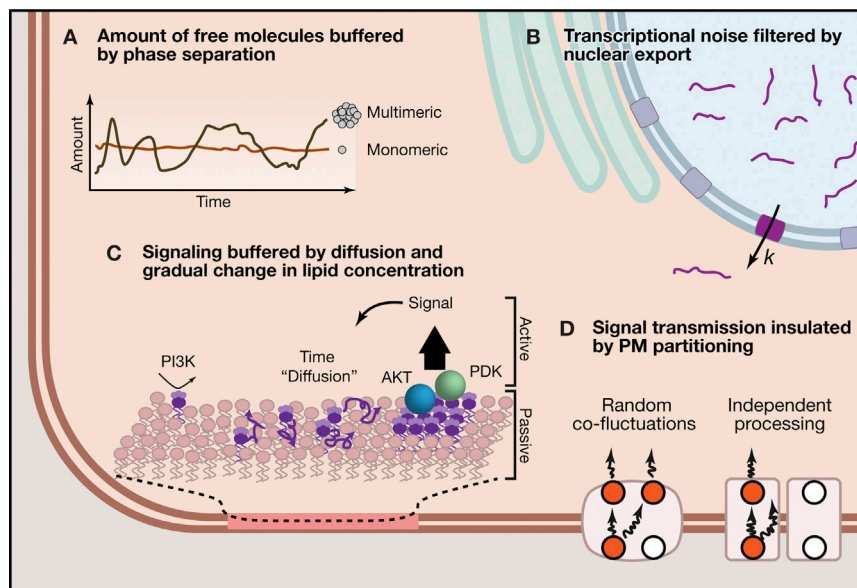 A Amount of free molecules buffered
by phase separation
Amount
Multimeric
Monomeric
Time
B Transcriptional noise filtered by
nuclear export
k
C Signaling buffered by diffusion and
gradual change in lipid concentration
Signal
Active
PI3K
Time
"Diffusion"
AKT
PDK
Passive
D Signal transmission insulated
by PM partitioning
Random
co-fluctuations
Independent
processing